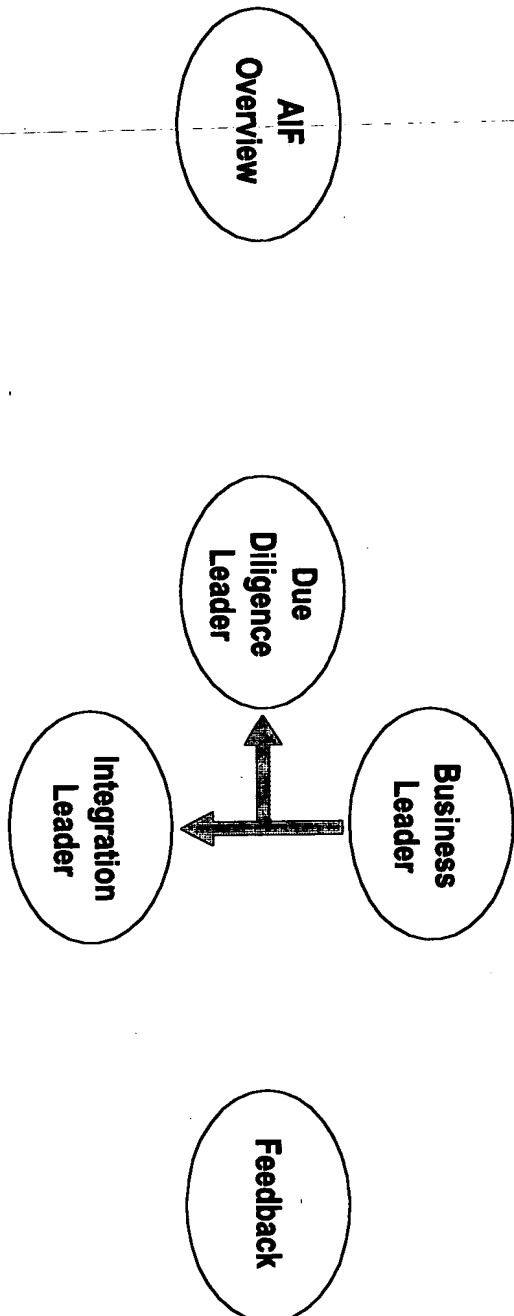 AIF
Overview
Due
Diligence
Leader
Business
Leader
Integration
Leader
Feedback